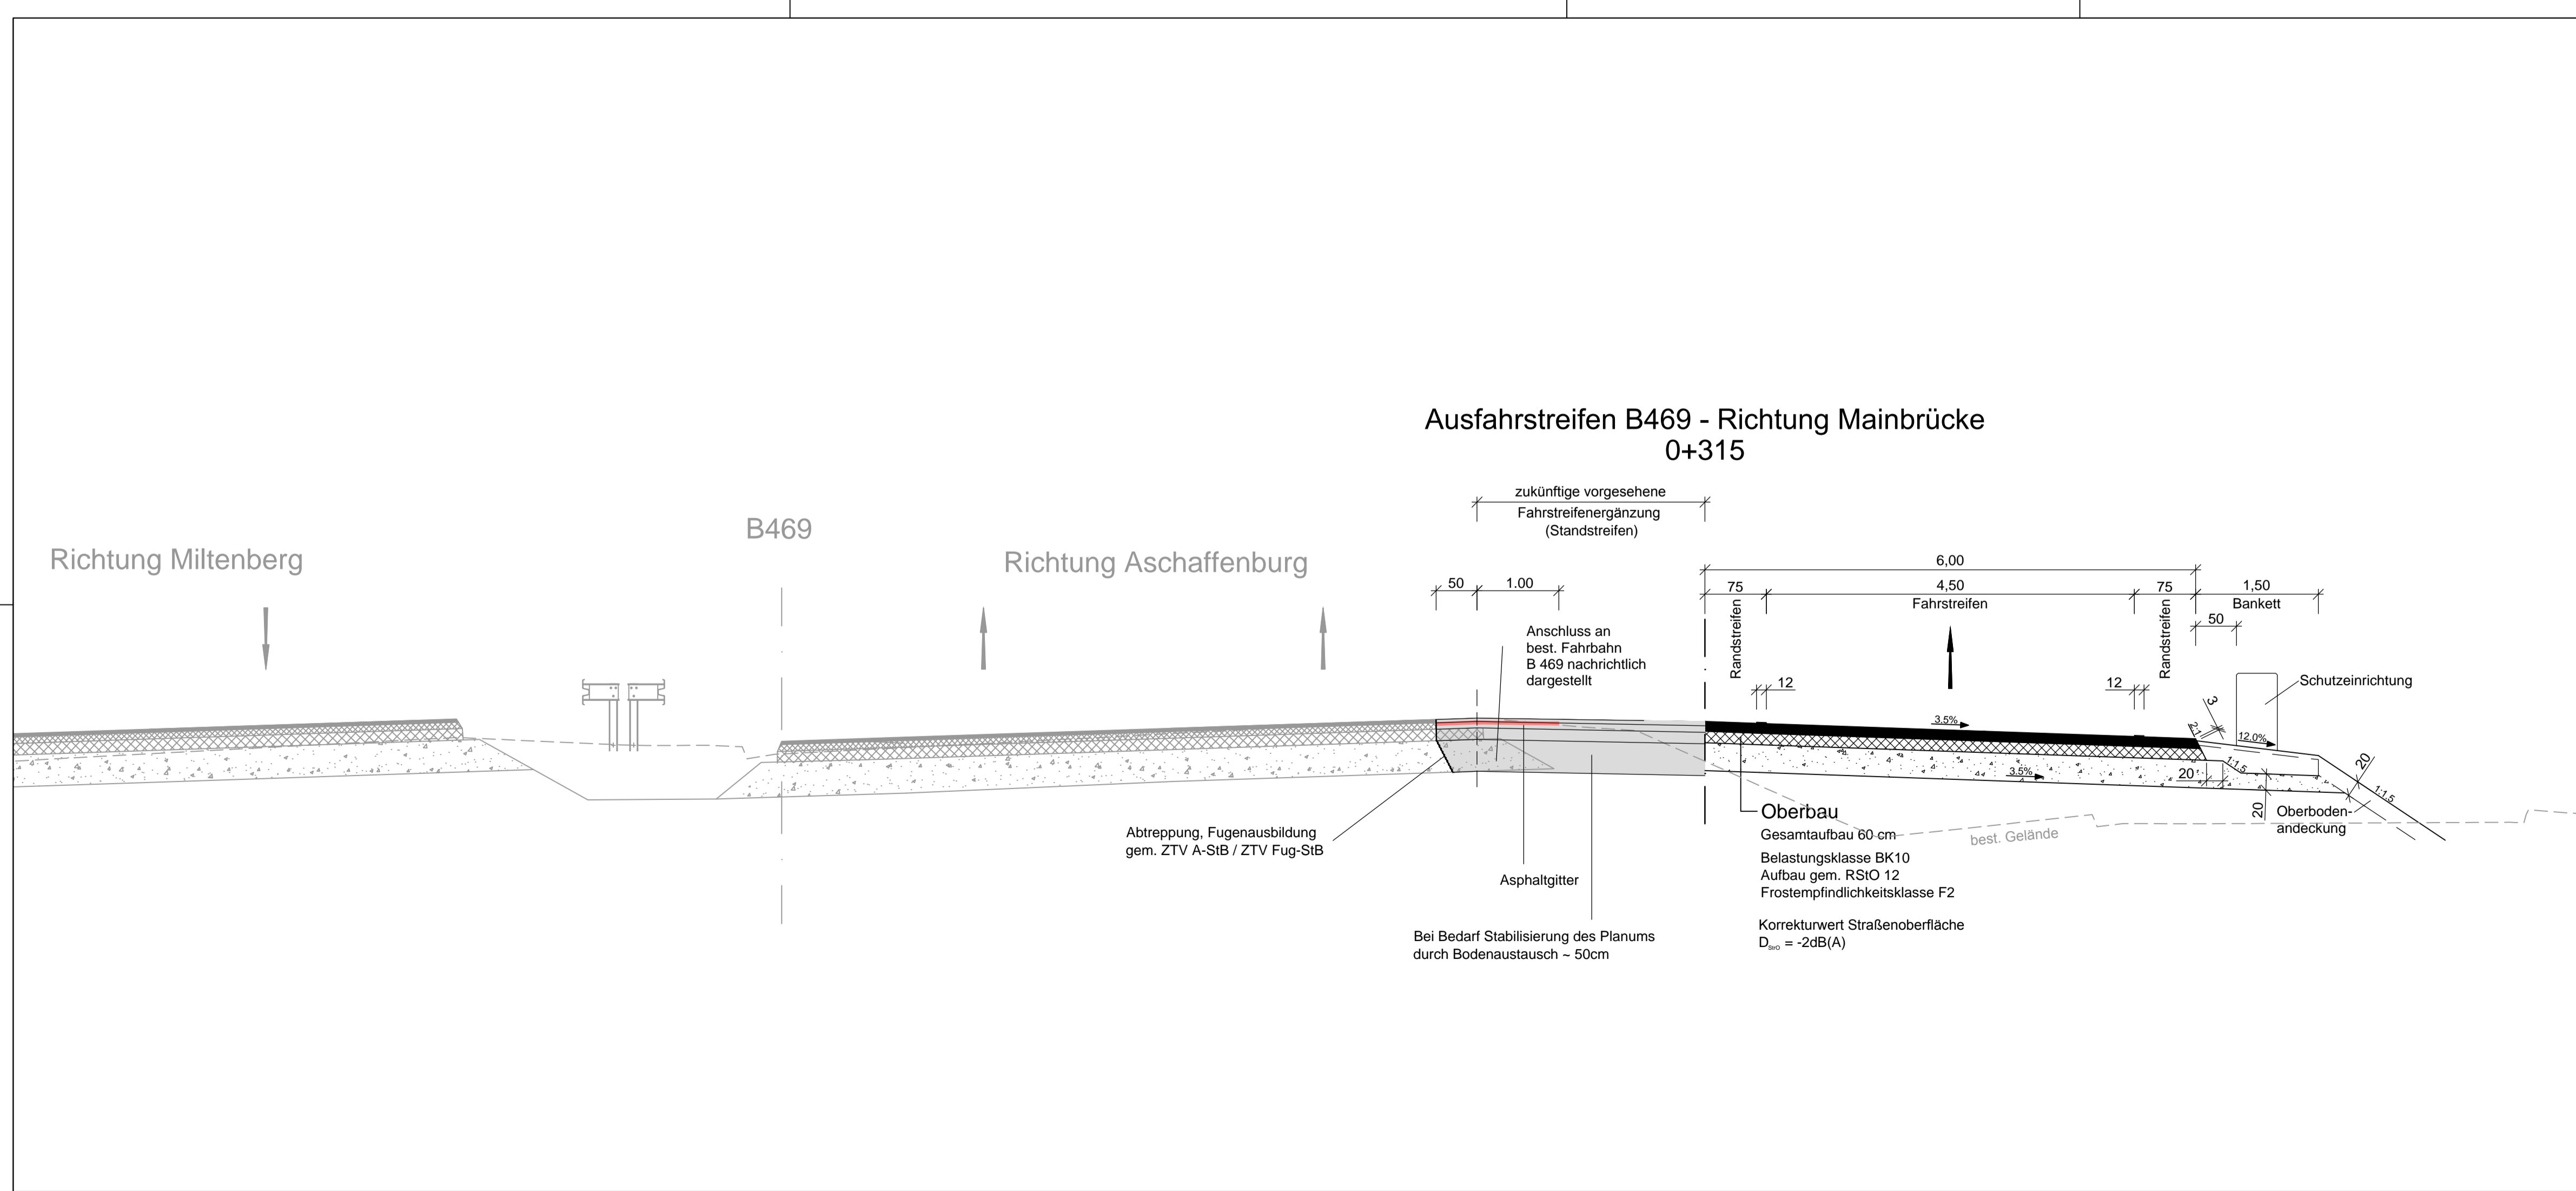 Ausfahrstreifen B469 - Richtung Mainbrücke
0+315
zukünftige vorgesehene
Fahrstreifenergänzung
(Standstreifen)
B469
Richtung Miltenberg
Richtung Aschaffenburg
6,00
50
1.00
75
4,50
75
1,50
Randstreifen
Fahrstreifen
Randstreifen
Bankett
50
Anschluss an
best. Fahrbahn
B 469 nachrichtlich
dargestellt
12
12
Schutzeinrichtung
3
21
3.5%
12.0%
3.5%
20
1:1.5
20
20
1:1.5
Oberboden-
andeckung
best. Gelände
Abtreppung, Fugenausbildung
gem. ZTV A-StB / ZTV Fug-StB
Asphaltgitter
Bei Bedarf Stabilisierung des Planums
durch Bodenaustausch ~ 50cm
Oberbau
Gesamtaufbau 60 cm
Belastungsklasse BK10
Aufbau gem. RStO 12
Frostempfindlichkeitsklasse F2
Korrekturwert Straßenoberfläche
DStrO = -2dB(A)